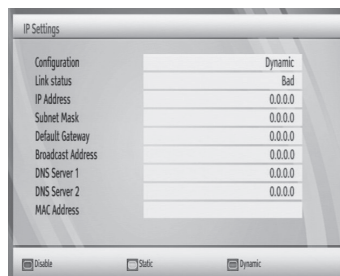 IP Settings
Configuration Dynamic
Link status Bad
IP Address 0.0.0.0
Subnet Mask 0.0.0.0
Default Gateway 0.0.0.0
Broadcast Address 0.0.0.0
DNS Server 1 0.0.0.0
DNS Server 2 0.0.0.0
MAC Address
Disable Static Dynamic